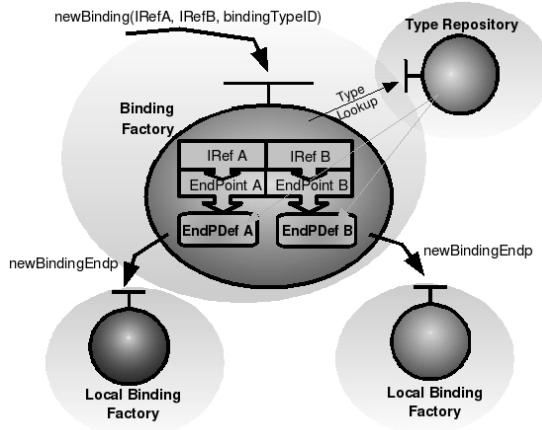 newBinding(IRefA, IRefB, bindingTypeID)
Type Repository
Type
Lookup
Binding
Factory
IRef A
IRef B
EndPoint A
EndPoint B
EndPDef A
EndPDef B
newBindingEndp
newBindingEndp
Local Binding
Factory
Local Binding
Factory